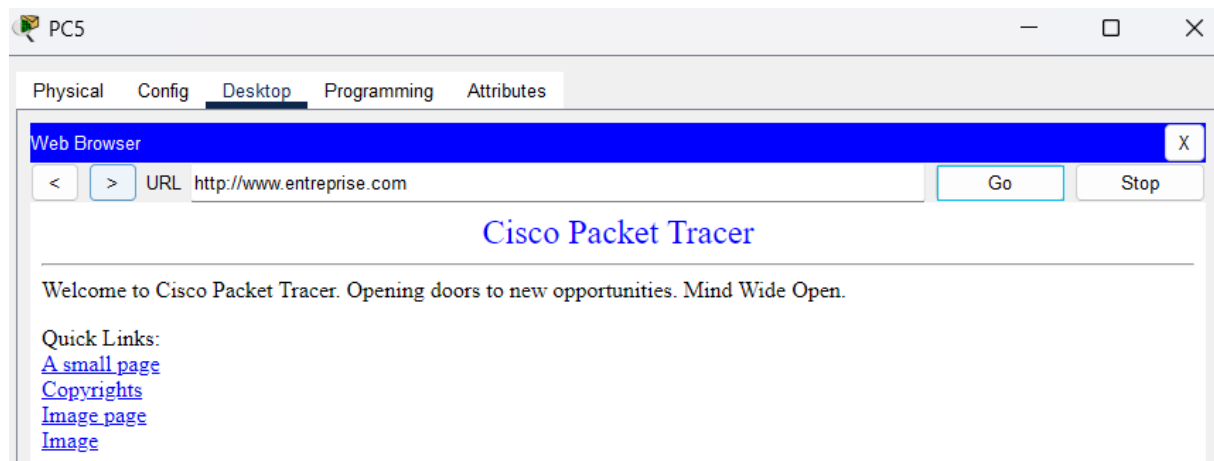 PC5
Physical Config Desktop Programming Attributes
Web Browser X
< > URL http://www.entreprise.com Go Stop
Cisco Packet Tracer
Welcome to Cisco Packet Tracer. Opening doors to new opportunities. Mind Wide Open.
Quick Links:
A small page
Copyrights
Image page
Image